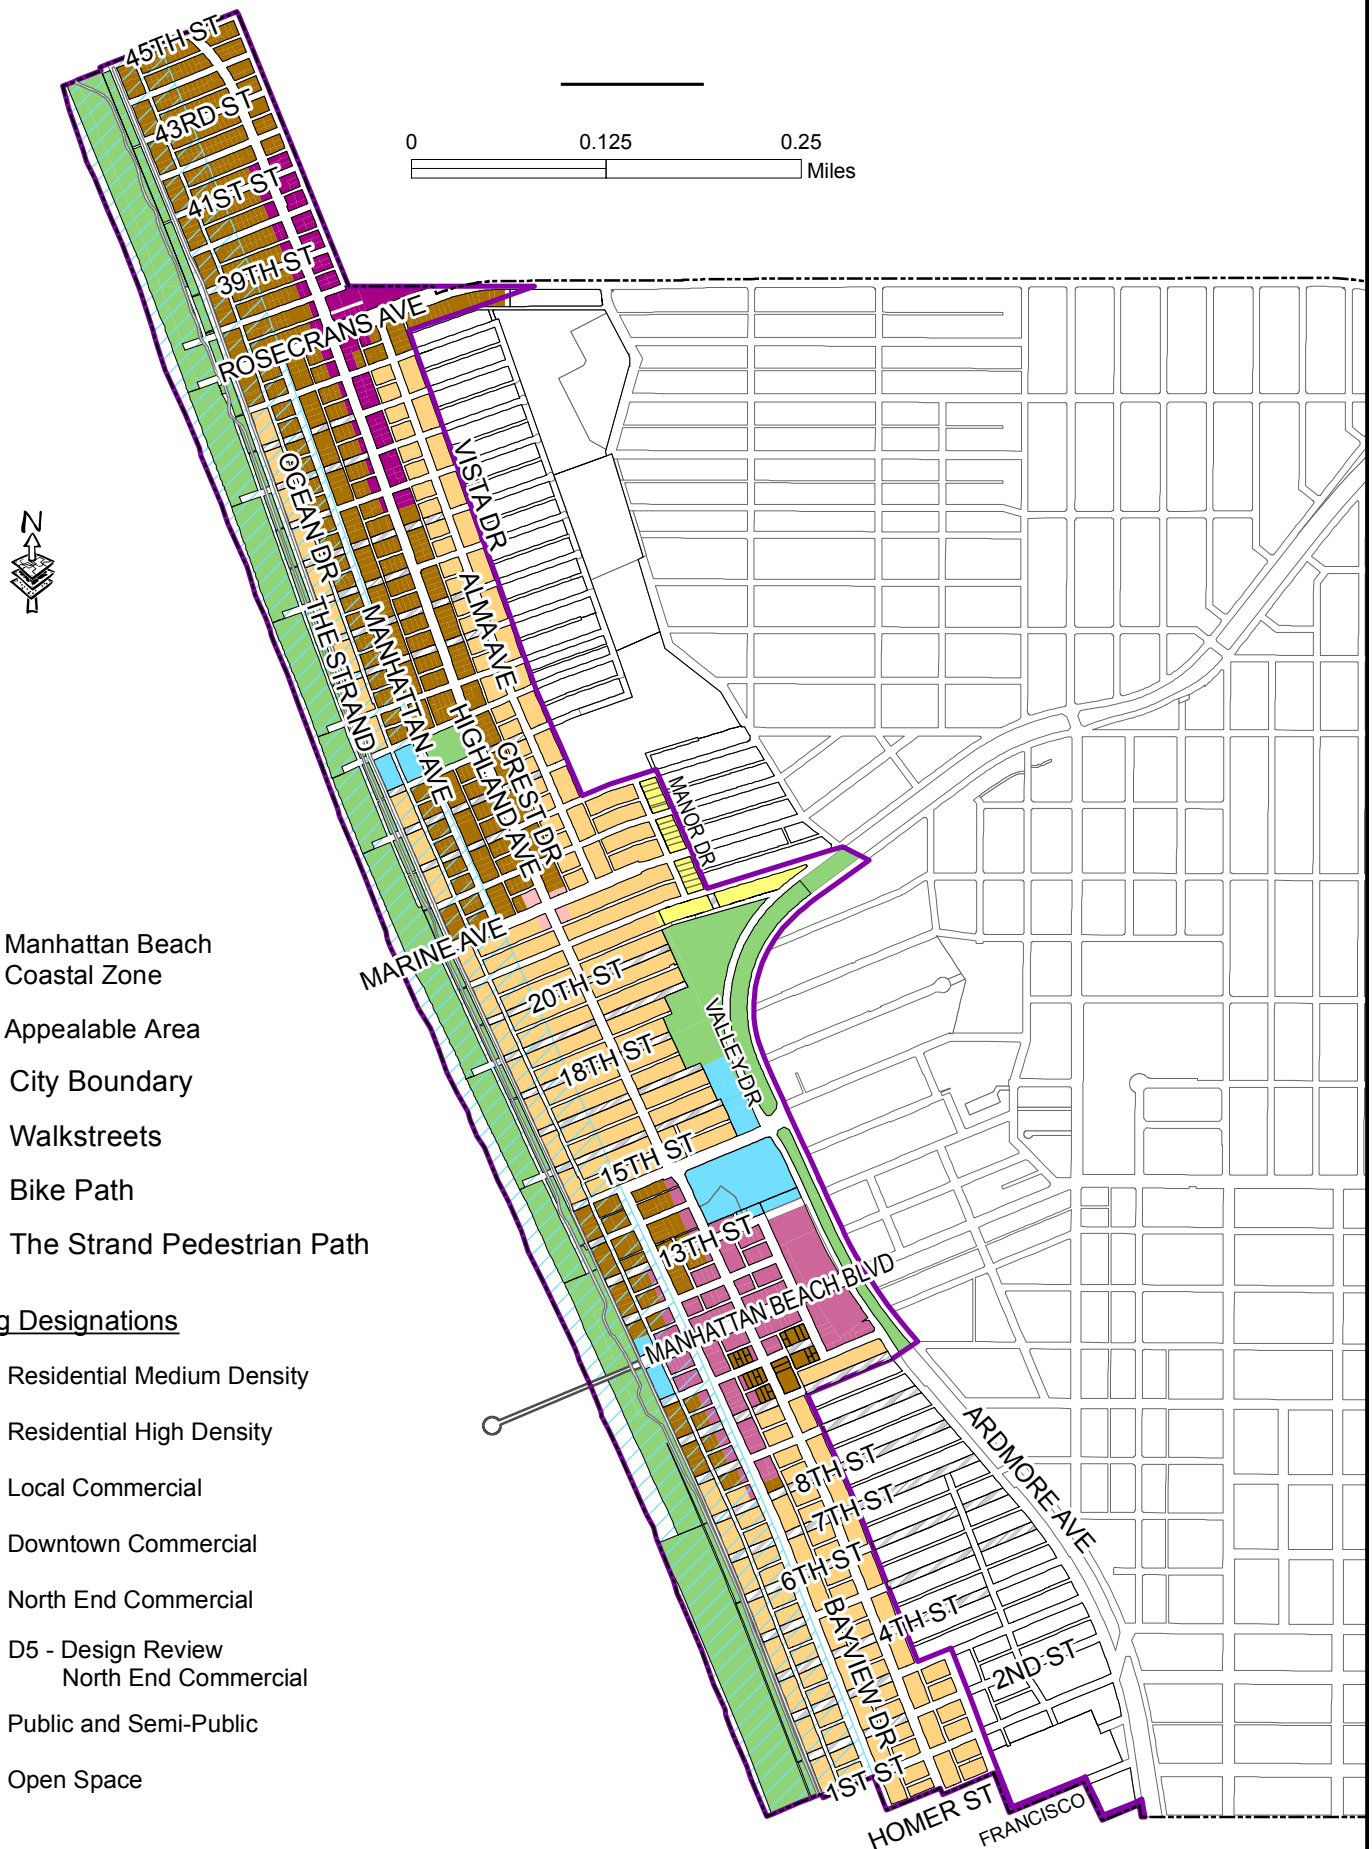 45TH ST
43RD ST
0 0.125 0.25
Miles
41ST ST
39TH ST
ROSECRANS AVE
VISTA DR
OCEAN DR
N
ALMA AVE
THE STRAND
MANHATTAN AVE
HIGHLAND AVE
CREST DR
MANOR DR
MARINE AVE
Manhattan Beach
Coastal Zone
20TH ST
Appealable Area
VALLEY DR
18TH ST
City Boundary
Walkstreets
15TH ST
Bike Path
The Strand Pedestrian Path
13TH ST
MANHATTAN BEACH BLVD
g Designations
Residential Medium Density
Residential High Density
ARDMORE AVE
8TH ST
Local Commercial
7TH ST
Downtown Commercial
6TH ST
North End Commercial
BAYVIEW DR
4TH ST
D5 - Design Review
North End Commercial
2ND ST
Public and Semi-Public
Open Space
1ST ST
HOMER ST
FRANCISCO